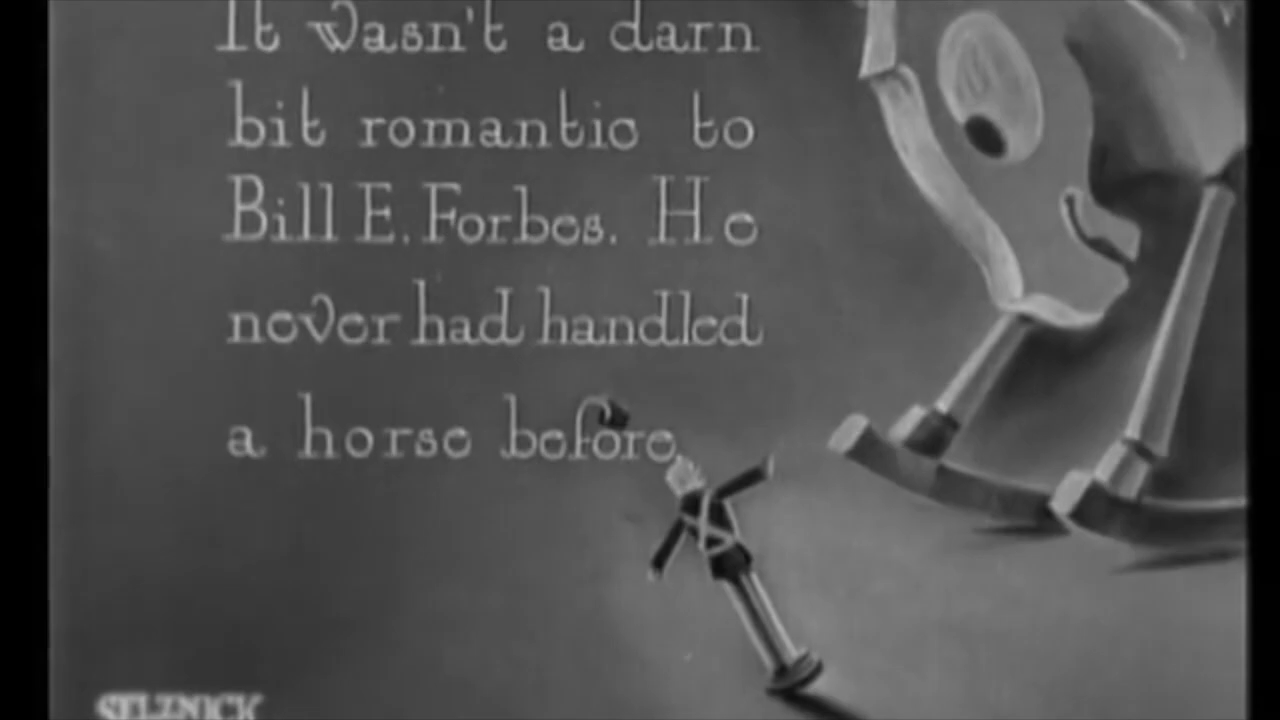 It wasn't a darn
bit romantic to
Bill E. Forbes. He
never had handled
a horse before.
SELZNICK